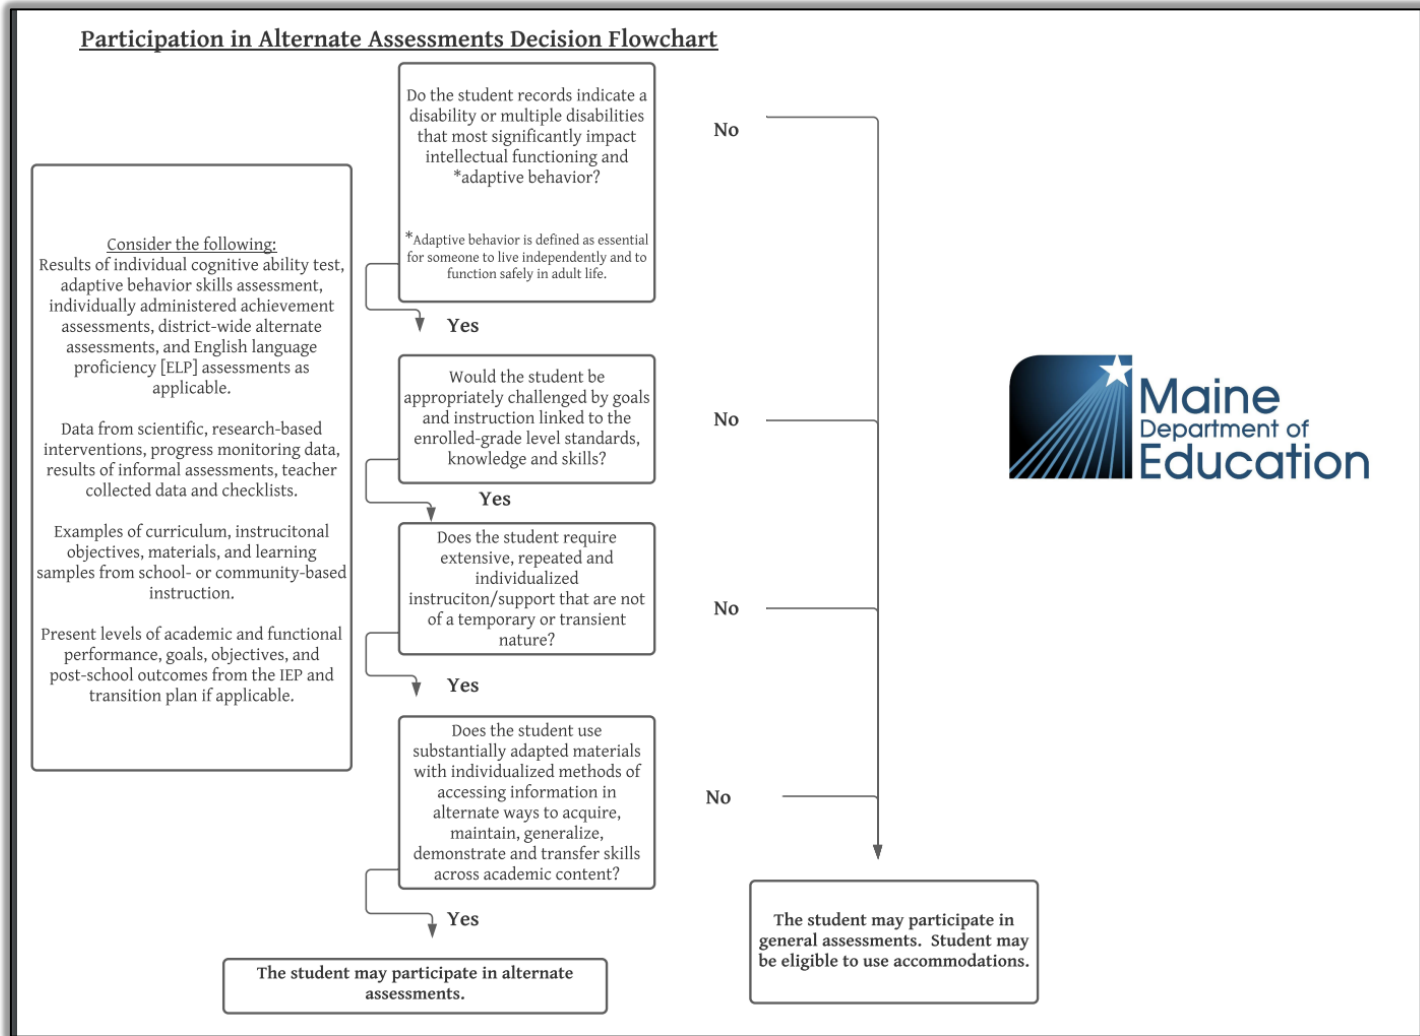 Participation in Alternate Assessments Decision Flowchart
Do the student records indicate a
disability or multiple disabilities
that most significantly impact
intellectual functioning and
*adaptive behavior?
*Adaptive behavior is defined as essential
for someone to live independently and to
function safely in adult life.
No
Yes
Consider the following:
Results of individual cognitive ability test,
adaptive behavior skills assessment,
individually administered achievement
assessments, district-wide alternate
assessments, and English language
proficiency [ELP] assessments as
applicable.
Data from scientific, research-based
interventions, progress monitoring data,
results of informal assessments, teacher
collected data and checklists.
Examples of curriculum, instrucitonal
objectives, materials, and learning
samples from school- or community-based
instruction.
Present levels of academic and functional
performance, goals, objectives, and
post-school outcomes from the IEP and
transition plan if applicable.
Would the student be
appropriately challenged by goals
and instruction linked to the
enrolled-grade level standards,
knowledge and skills?
No
Yes
Does the student require
extensive, repeated and
individualized
instruciton/support that are not
of a temporary or transient
nature?
No
Yes
Does the student use
substantially adapted materials
with individualized methods of
accessing information in
alternate ways to acquire,
maintain, generalize,
demonstrate and transfer skills
across academic content?
No
Yes
The student may participate in alternate
assessments.
The student may participate in
general assessments.  Student may
be eligible to use accommodations.
Maine
Department of
Education